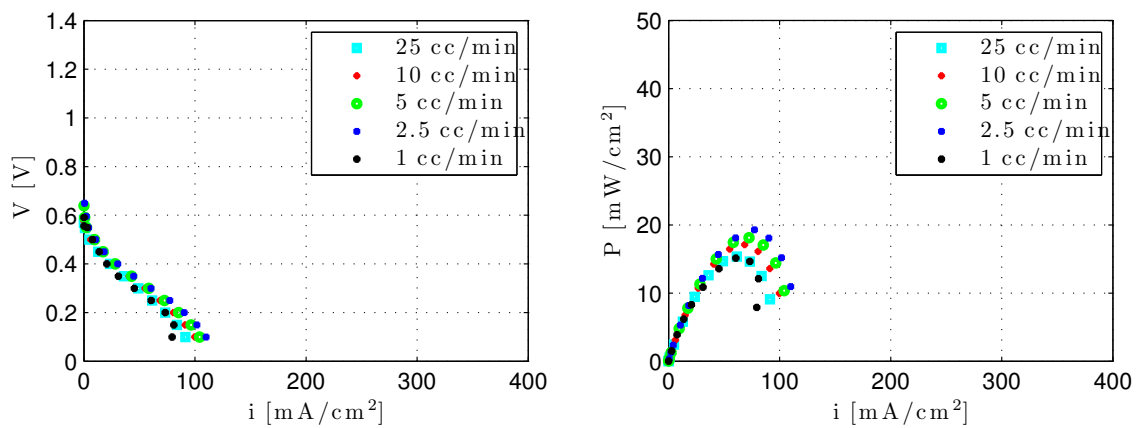 1.4
1.2
1
0.8
0.6
0.4
0.2
0
V [V]
0
100
200
300
400
i [mA/cm²]
25 cc/min
10 cc/min
5 cc/min
2.5 cc/min
1 cc/min
50
40
30
20
10
0
P [mW/cm²]
0
100
200
300
400
i [mA/cm²]
25 cc/min
10 cc/min
5 cc/min
2.5 cc/min
1 cc/min